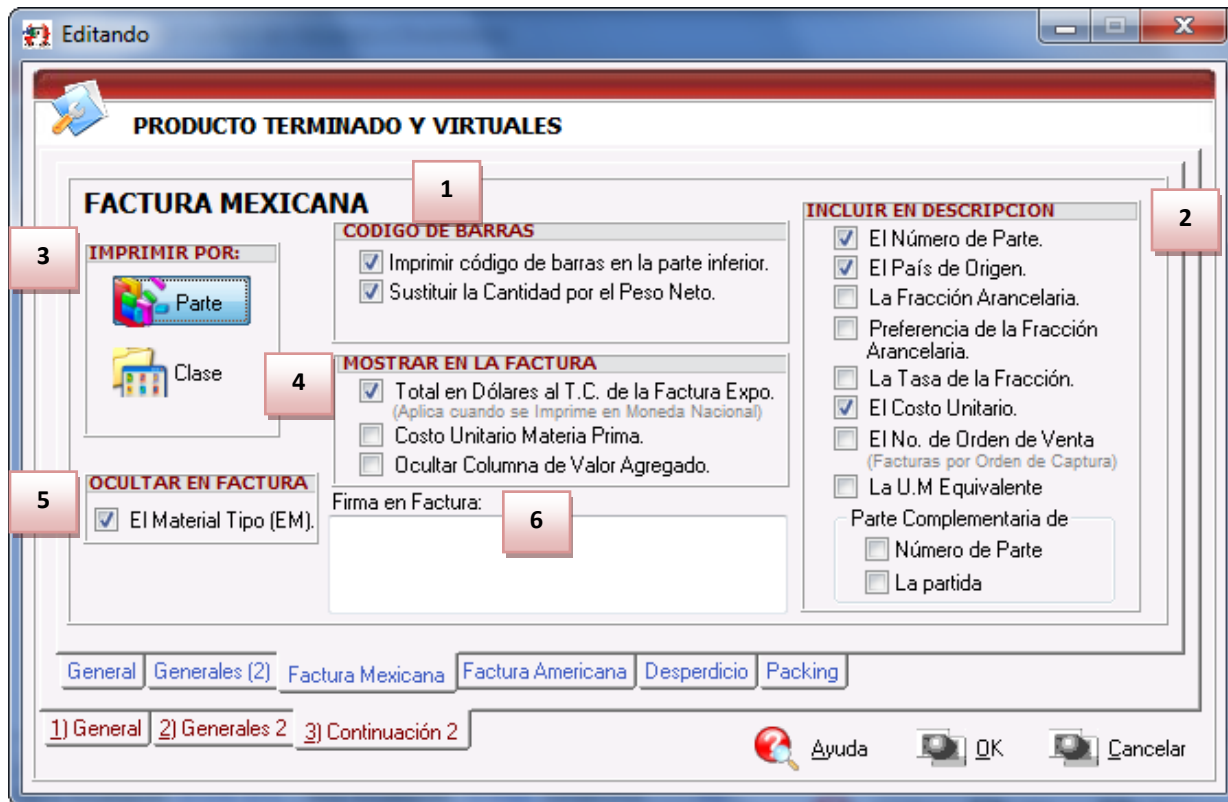 Editando
X
PRODUCTO TERMINADO Y VIRTUALES
FACTURA MEXICANA
1
2
3
IMPRIMIR POR:
Parte
Clase
CODIGO DE BARRAS
Imprimir código de barras en la parte inferior.
Sustituir la Cantidad por el Peso Neto.
4
MOSTRAR EN LA FACTURA
Total en Dólares al T.C. de la Factura Expo.
(Aplica cuando se Imprime en Moneda Nacional)
Costo Unitario Materia Prima.
Ocultar Columna de Valor Agregado.
INCLUIR EN DESCRIPCION
El Número de Parte.
El País de Origen.
La Fracción Arancelaria.
Preferencia de la Fracción
Arancelaria.
La Tasa de la Fracción.
El Costo Unitario.
El No. de Orden de Venta
(Facturas por Orden de Captura)
La U.M Equivalente
Parte Complementaria de
Número de Parte
La partida
5
OCULTAR EN FACTURA
El Material Tipo (EM).
Firma en Factura:
6
General Generales (2) Factura Mexicana Factura Americana Desperdicio Packing
1) General 2) Generales 2 3) Continuación 2
Ayuda OK Cancelar